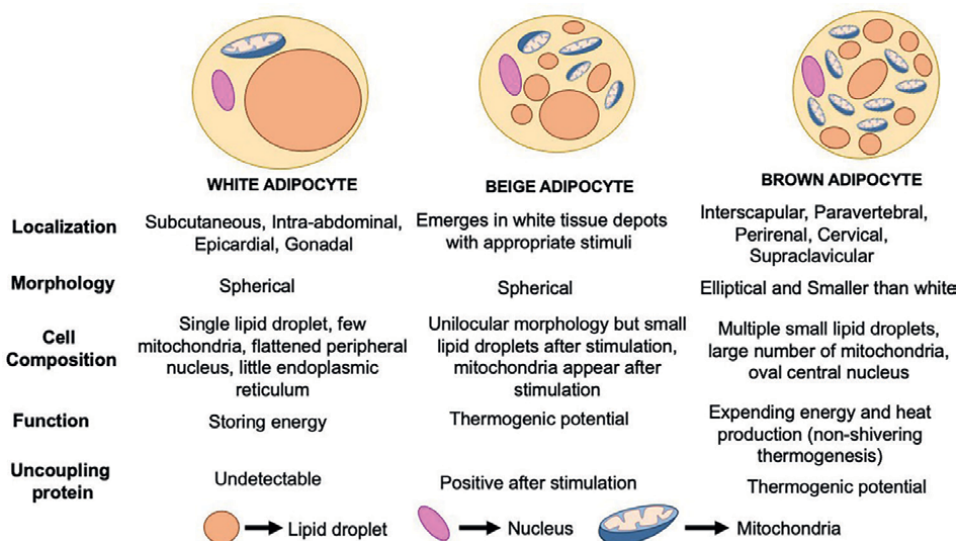 WHITE ADIPOCYTE
BEIGE ADIPOCYTE
BROWN ADIPOCYTE
Localization
Subcutaneous, Intra-abdominal,
Epicardial, Gonadal
Emerges in white tissue depots
with appropriate stimuli
Interscapular, Paravertebral,
Perirenal, Cervical,
Supraclavicular
Morphology
Spherical
Spherical
Elliptical and Smaller than white
Cell
Composition
Single lipid droplet, few
mitochondria, flattened peripheral
nucleus, little endoplasmic
reticulum
Unilocular morphology but small
lipid droplets after stimulation,
mitochondria appear after
stimulation
Multiple small lipid droplets,
large number of mitochondria,
oval central nucleus
Function
Storing energy
Thermogenic potential
Expending energy and heat
production (non-shivering
thermogenesis)
Uncoupling
protein
Undetectable
Positive after stimulation
Thermogenic potential
Lipid droplet
Nucleus
Mitochondria